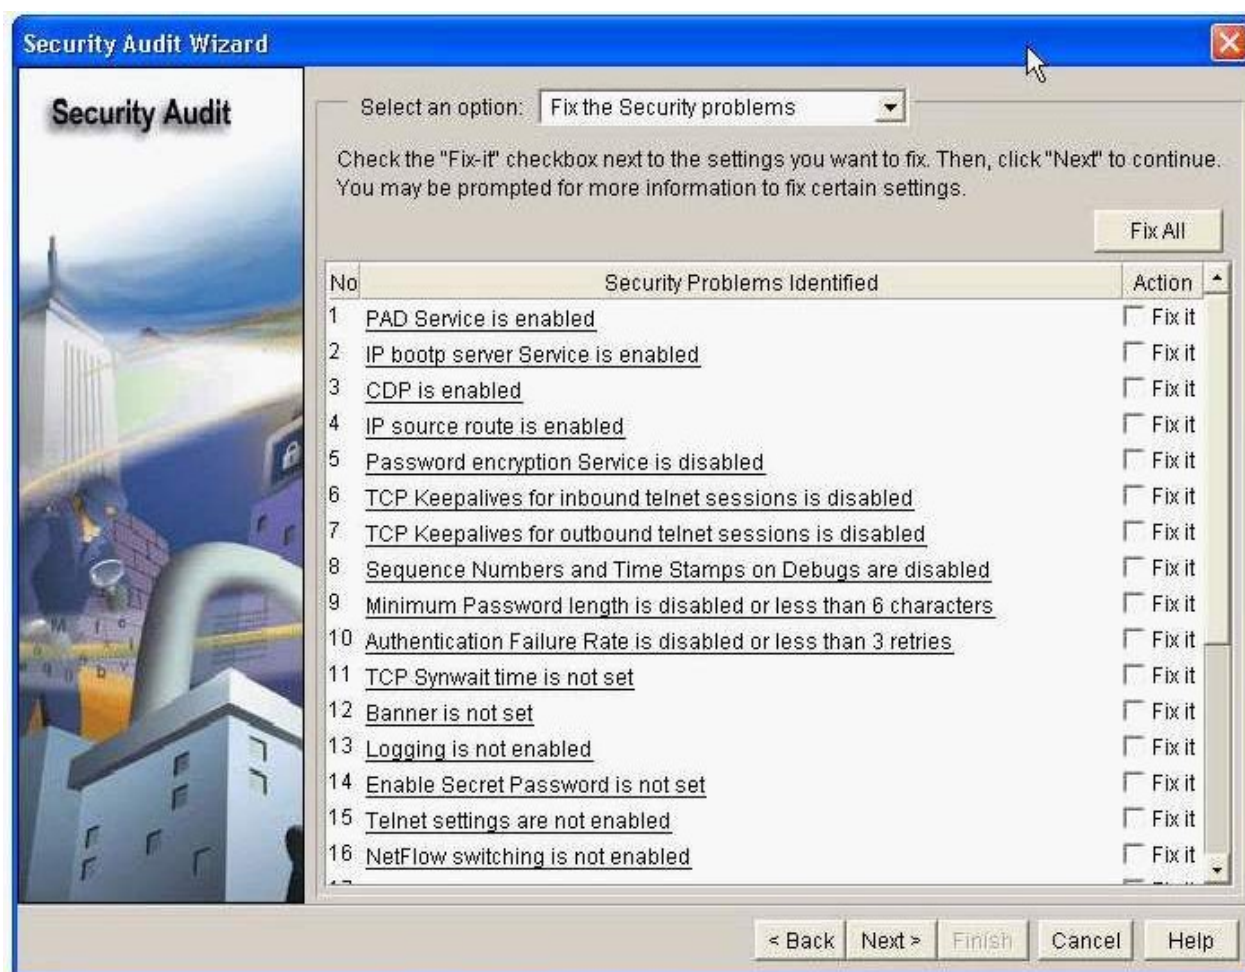 Security Audit Wizard
Security Audit
Select an option: Fix the Security problems
Check the "Fix-it" checkbox next to the settings you want to fix. Then, click "Next" to continue.
You may be prompted for more information to fix certain settings.
Fix All
No Security Problems Identified Action
1 PAD Service is enabled Fix it
2 IP bootp server Service is enabled Fix it
3 CDP is enabled Fix it
4 IP source route is enabled Fix it
5 Password encryption Service is disabled Fix it
6 TCP Keepalives for inbound telnet sessions is disabled Fix it
7 TCP Keepalives for outbound telnet sessions is disabled Fix it
8 Sequence Numbers and Time Stamps on Debugs are disabled Fix it
9 Minimum Password length is disabled or less than 6 characters Fix it
10 Authentication Failure Rate is disabled or less than 3 retries Fix it
11 TCP Synwait time is not set Fix it
12 Banner is not set Fix it
13 Logging is not enabled Fix it
14 Enable Secret Password is not set Fix it
15 Telnet settings are not enabled Fix it
16 NetFlow switching is not enabled Fix it
< Back Next > Finish Cancel Help